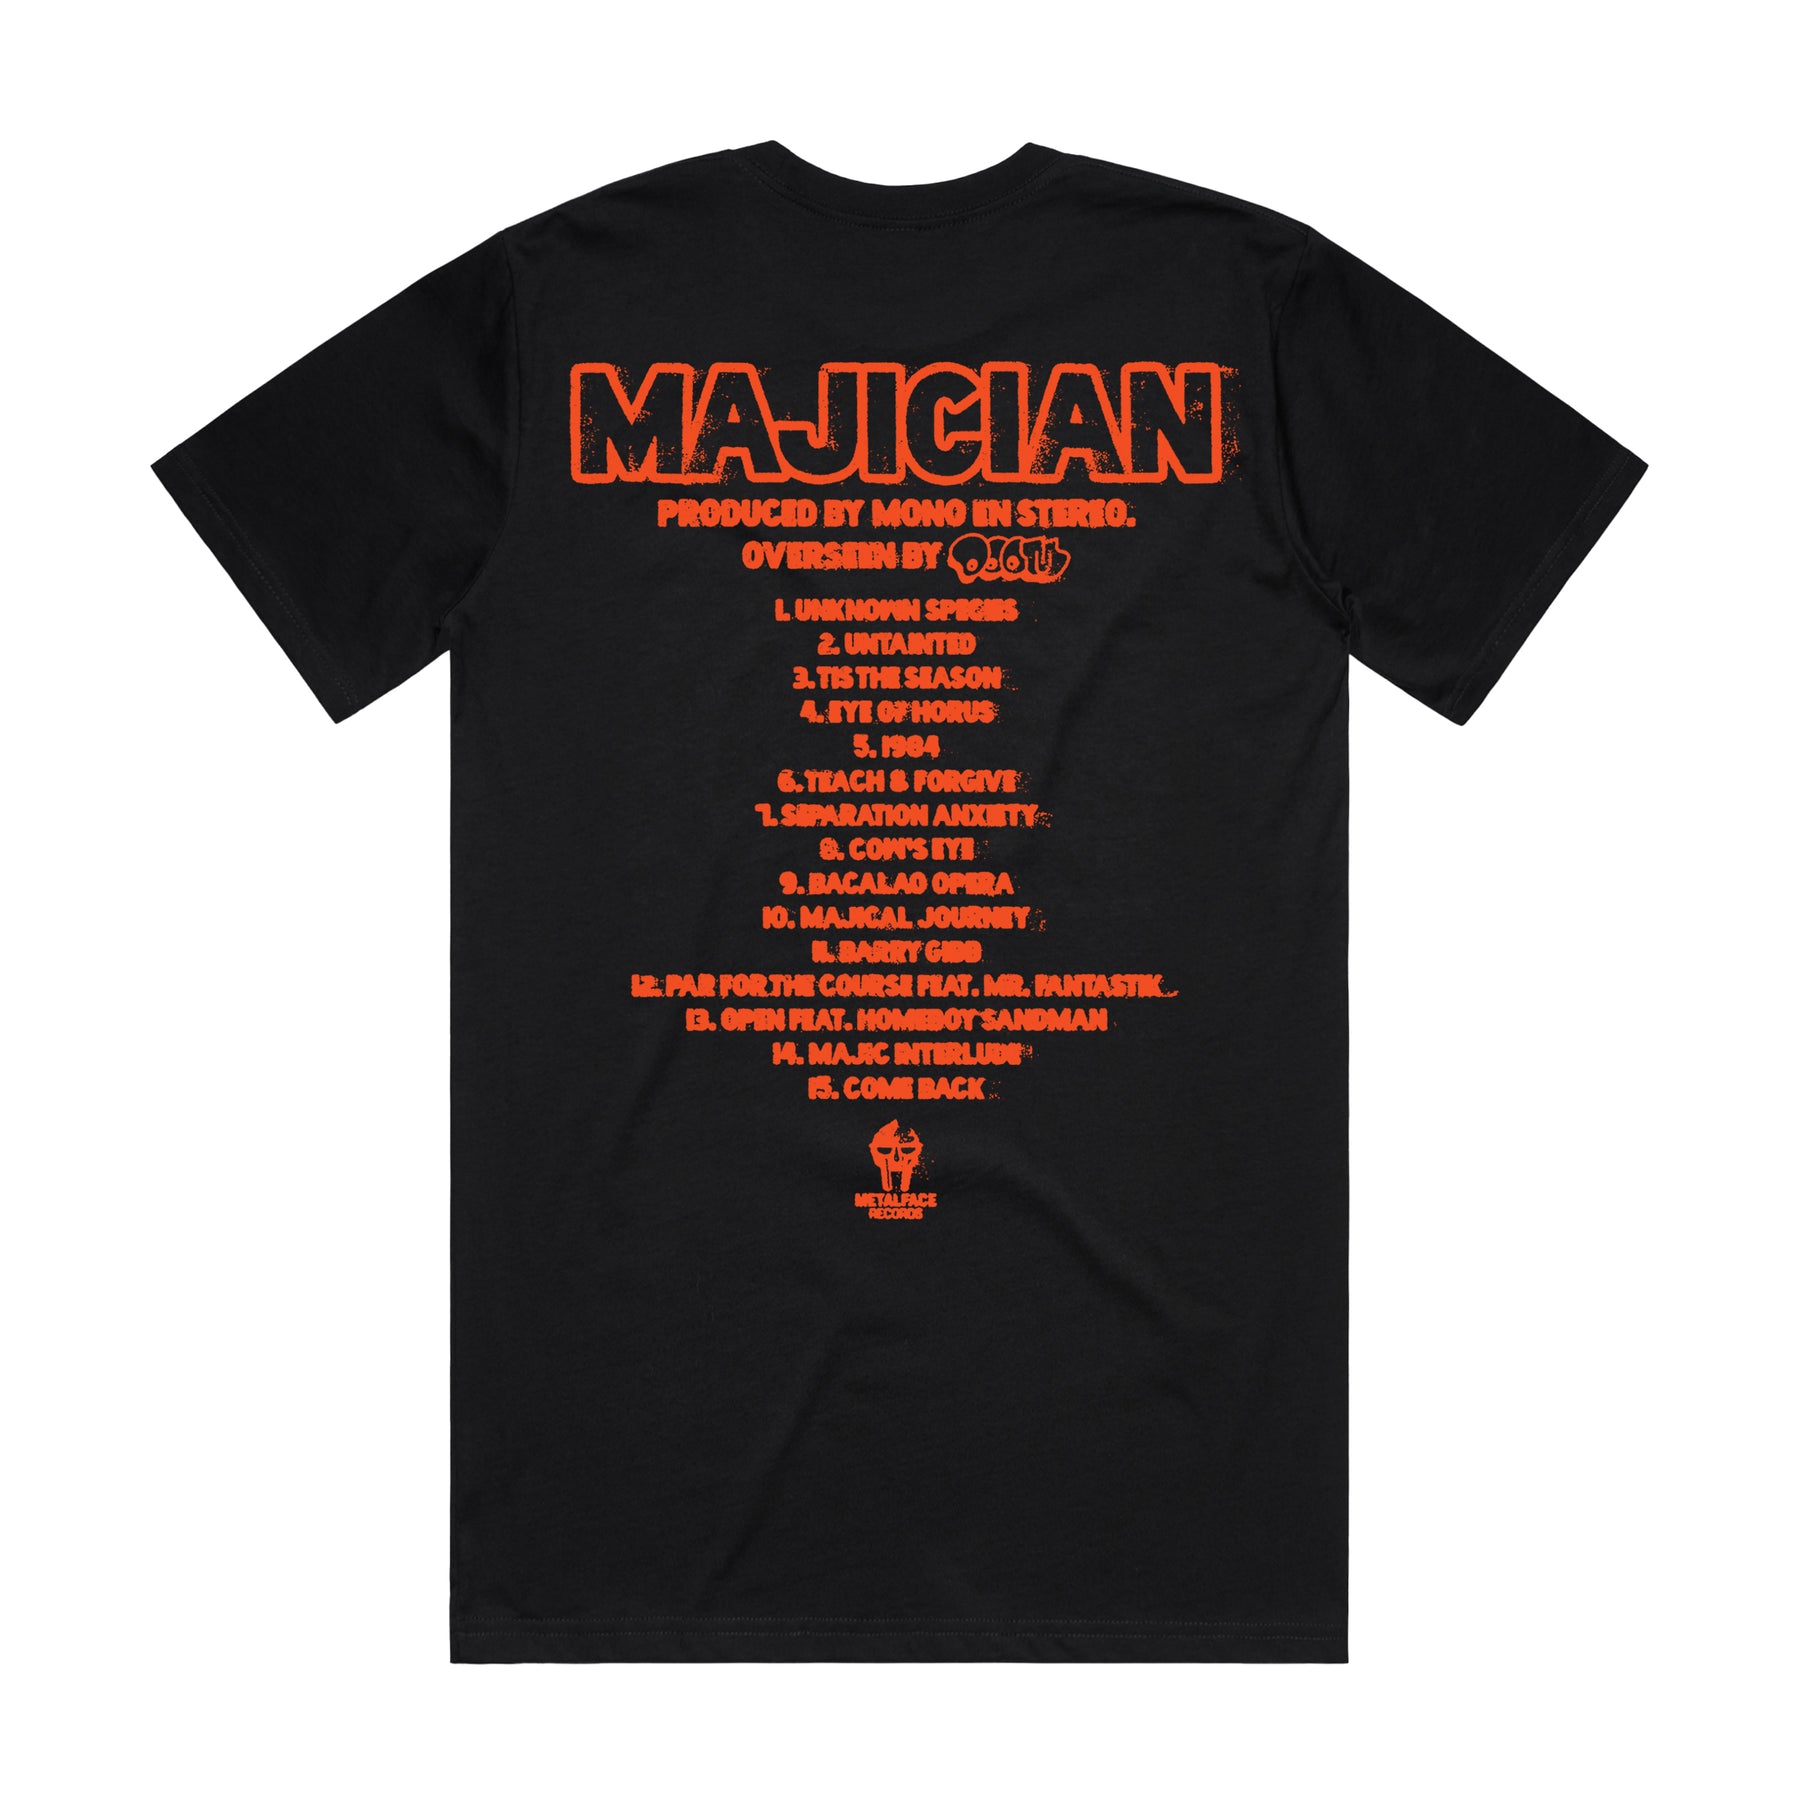 MAJICIAN
PRODUCED BY MONO EN STEREO.
OVERSEEN BY
1. UNKNOWN SPECIES
2. UNTAINTED
3. TIS THE SEASON
4. EYE OF HORUS
5. 1984
6. TEACH & FORGIVE
7. SEPARATION ANXIETY
8. COW'S EYE
9. BACALAO OPERA
10. MAJICAL JOURNEY
11. BARRY GIBB
12. PAR FOR THE COURSE FEAT. MR. FANTASTIK
13. OPEN FEAT. HOMEBOY SANDMAN
14. MAJIC INTERLUDE
15. COME BACK
METALFACE
RECORDS